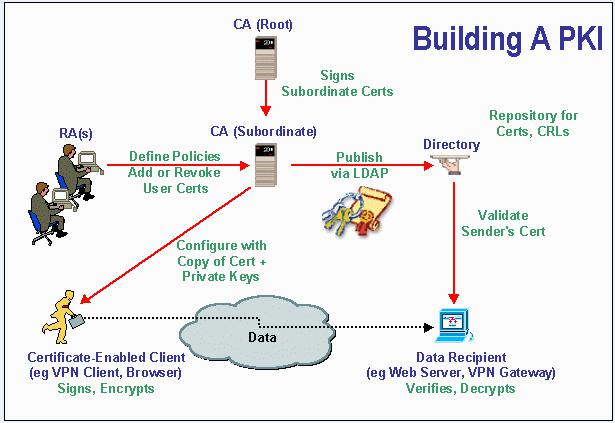 Building A PKI
CA (Root)
Signs
Subordinate Certs
RA(s)
CA (Subordinate)
Directory
Repository for
Certs, CRLs
Define Policies
Add or Revoke
User Certs
Publish
via LDAP
Validate
Sender's Cert
Configure with
Copy of Cert +
Private Keys
Data
Certificate-Enabled Client
(eg VPN Client, Browser)
Signs, Encrypts
Data Recipient
(eg Web Server, VPN Gateway)
Verifies, Decrypts